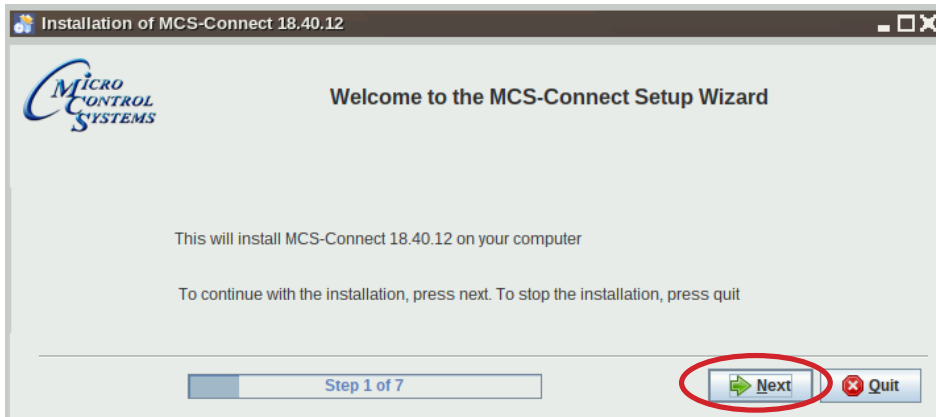 Installation of MCS-Connect 18.40.12
MICRO
CONTROL
SYSTEMS
Welcome to the MCS-Connect Setup Wizard
This will install MCS-Connect 18.40.12 on your computer
To continue with the installation, press next. To stop the installation, press quit
Step 1 of 7
Next
Quit